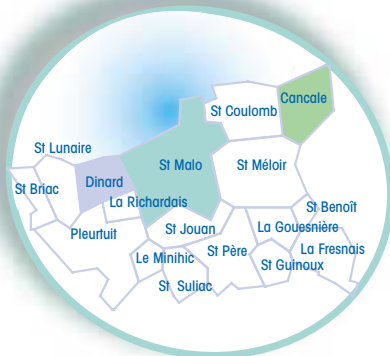 Cancale
St Coulomb
St Lunaire
St Malo
St Méloir
Dinard
St Briac
La Richardais
St Benoît
Pleurtuit
St Jouan
La Gouesnière
St Père
La Fresnais
Le Minihic
St Guinoux
St Suliac